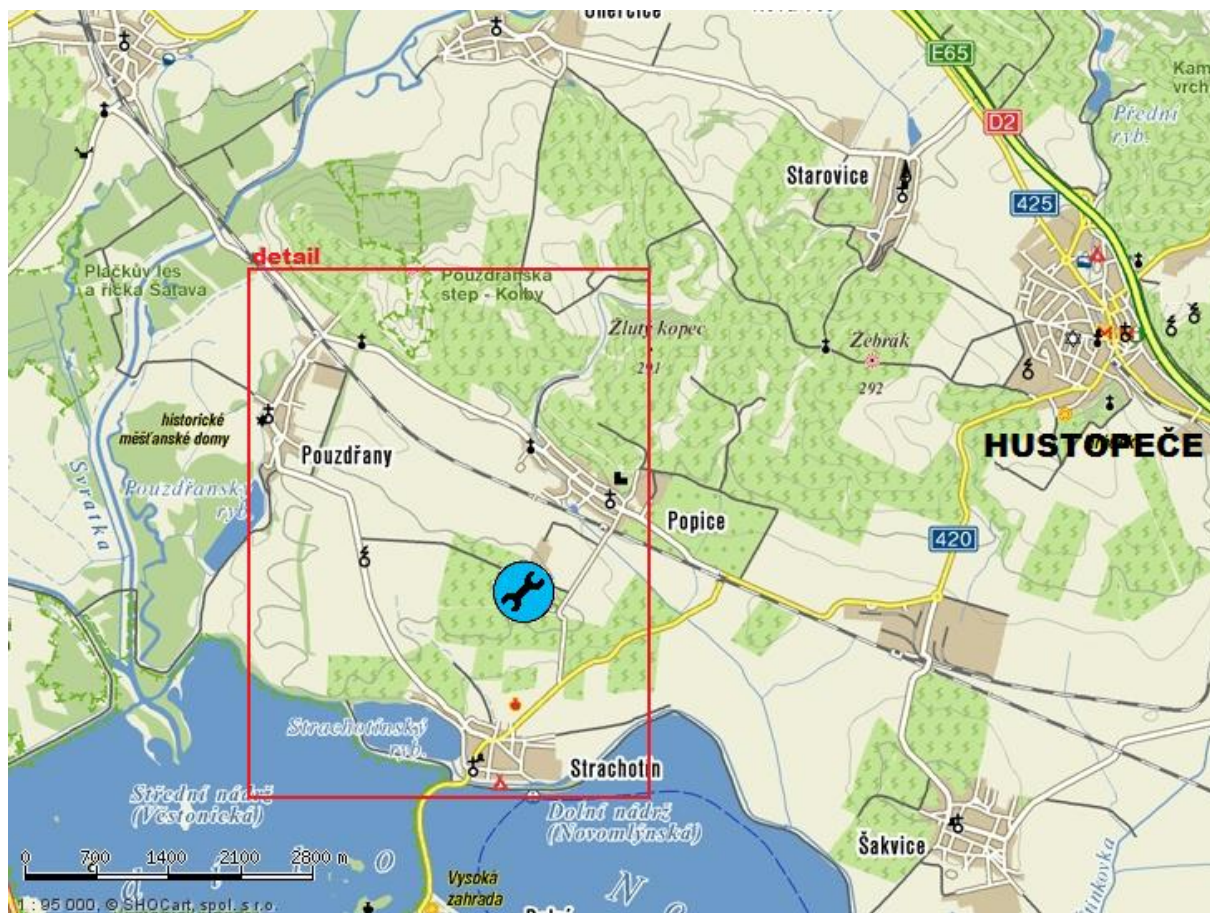 E65
D2
Přední
ryb.
Starovice
425
Plačkův les
a říčka Šatava
detail
Pouzdřanská
step - Kolby
Žlutý kopec
291
Žebrák
292
historické
měšťanské domy
HUSTOPEČE
Pouzdřany
Pouzdřanský
ryb.
Svratka
Popice
420
Strachotínský
ryb.
Strachotín
Střední nádrž
(Věstonická)
Dolní nádrž
(Novomlýnská)
Šakvice
0 700 1400 2100 2800 m
Vysoká
zahrada
1 : 95 000, © SHOCart, spol. s r.o.